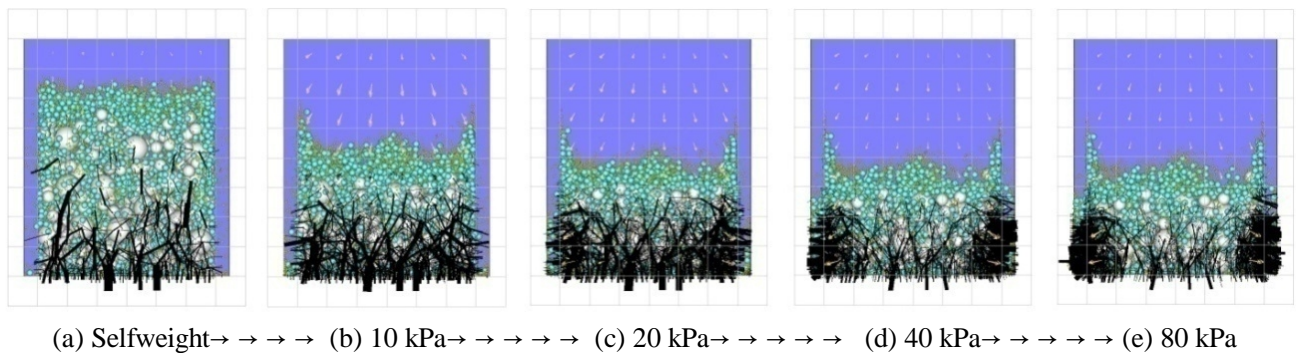 (a) Selfweight→ → → → (b) 10 kPa→ → → → → (c) 20 kPa→ → → → → (d) 40 kPa→ → → → → (e) 80 kPa